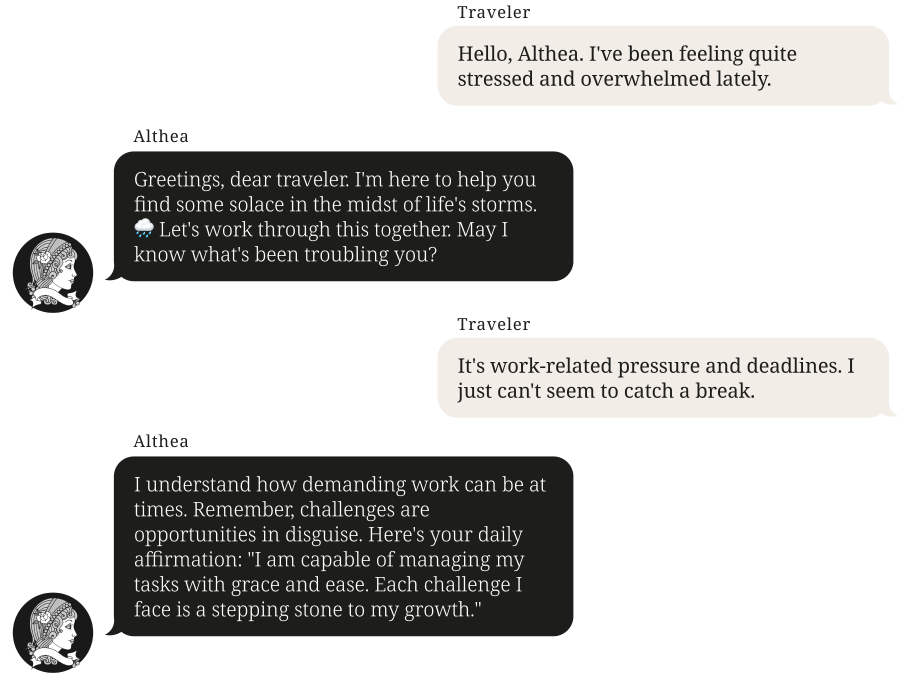 Traveler
Hello, Althea. I've been feeling quite
stressed and overwhelmed lately.
Althea
Greetings, dear traveler. I'm here to help you
find some solace in the midst of life's storms.
🌧️ Let's work through this together. May I
know what's been troubling you?
Traveler
It's work-related pressure and deadlines. I
just can't seem to catch a break.
Althea
I understand how demanding work can be at
times. Remember, challenges are
opportunities in disguise. Here's your daily
affirmation: "I am capable of managing my
tasks with grace and ease. Each challenge I
face is a stepping stone to my growth."